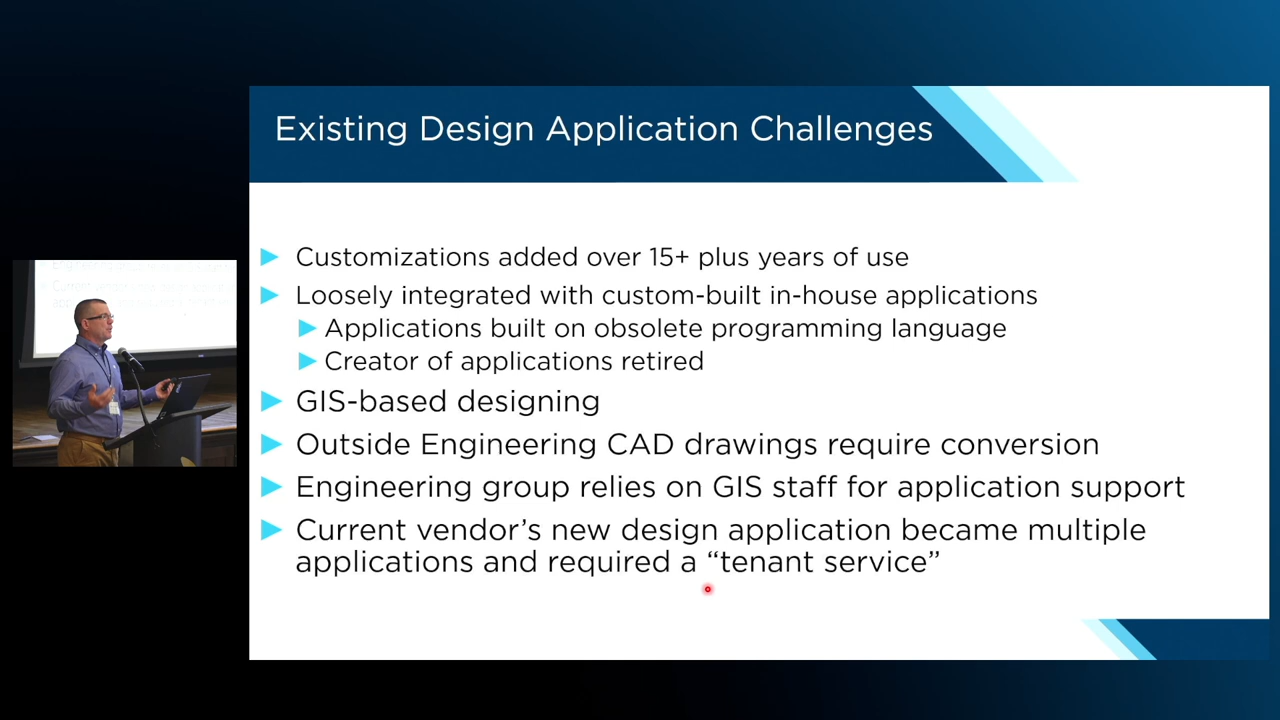 Existing Design Application Challenges
Customizations added over 15+ plus years of use
Loosely integrated with custom-built in-house applications
Applications built on obsolete programming language
Creator of applications retired
GIS-based designing
Outside Engineering CAD drawings require conversion
Engineering group relies on GIS staff for application support
Current vendor’s new design application became multiple
applications and required a “tenant service”